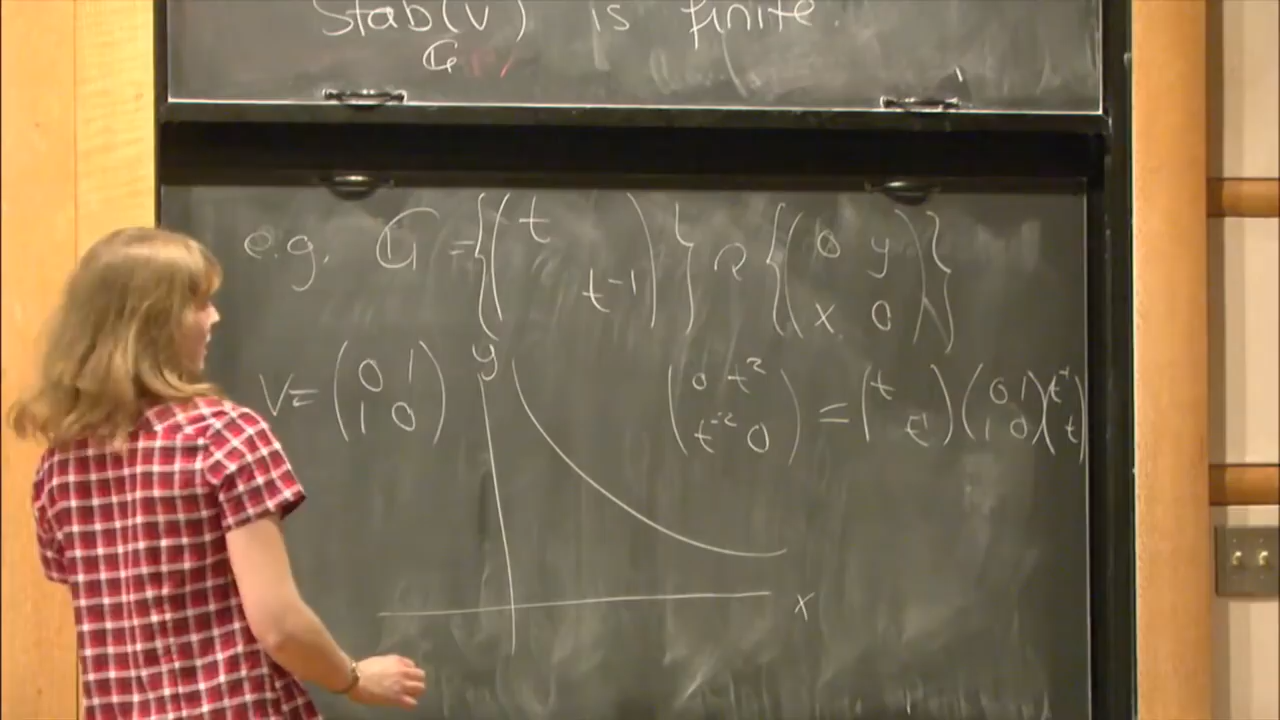 Stab(v) is finite.
G
e.g. G = {( t t⁻¹ )} ↻ {( 0 y x 0 )}
v = ( 0 1 1 0 )
y
( 0 t² t⁻² 0 ) = ( t t⁻¹ ) ( 0 1 1 0 ) ( t⁻¹ t )
x